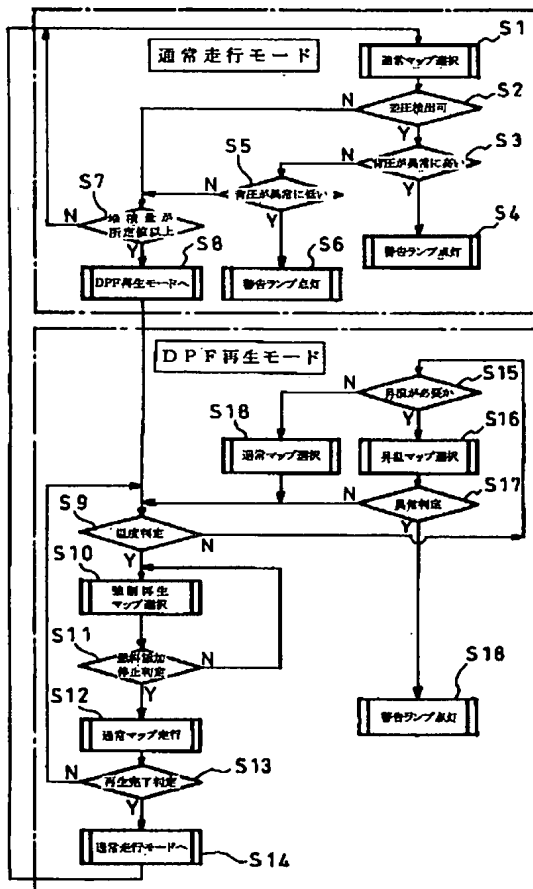 通常走行モード
S1
通常マップ選択
S2
N
差圧検出可
Y
S3
S5
N
背圧が異常に高い
S7
N
背圧が異常に低い
Y
S4
N
堆積量が
所定値以上
Y
S8
Y
S6
警告ランプ点灯
DPF再生モードへ
警告ランプ点灯
DPF再生モード
S15
N
昇温が必要か
S18
Y
S16
通常マップ選択
昇温マップ選択
S17
N
異常判定
S9
Y
温度判定
N
S10
Y
強制再生
マップ選択
S11
燃料添加
停止判定
N
S12
Y
S18
警告ランプ点灯
通常マップ走行
S13
N
再生完了判定
Y
通常走行モードへ
S14